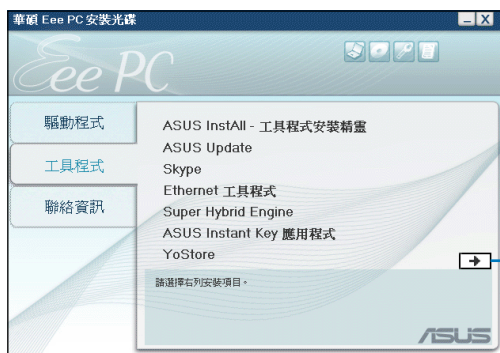 華碩 Eee PC 安裝光碟
Eee PC
驅動程式
工具程式
聯絡資訊
ASUS InstAll - 工具程式安裝精靈
ASUS Update
Skype
Ethernet 工具程式
Super Hybrid Engine
ASUS Instant Key 應用程式
YoStore
請選擇右列安裝項目。
ASUS